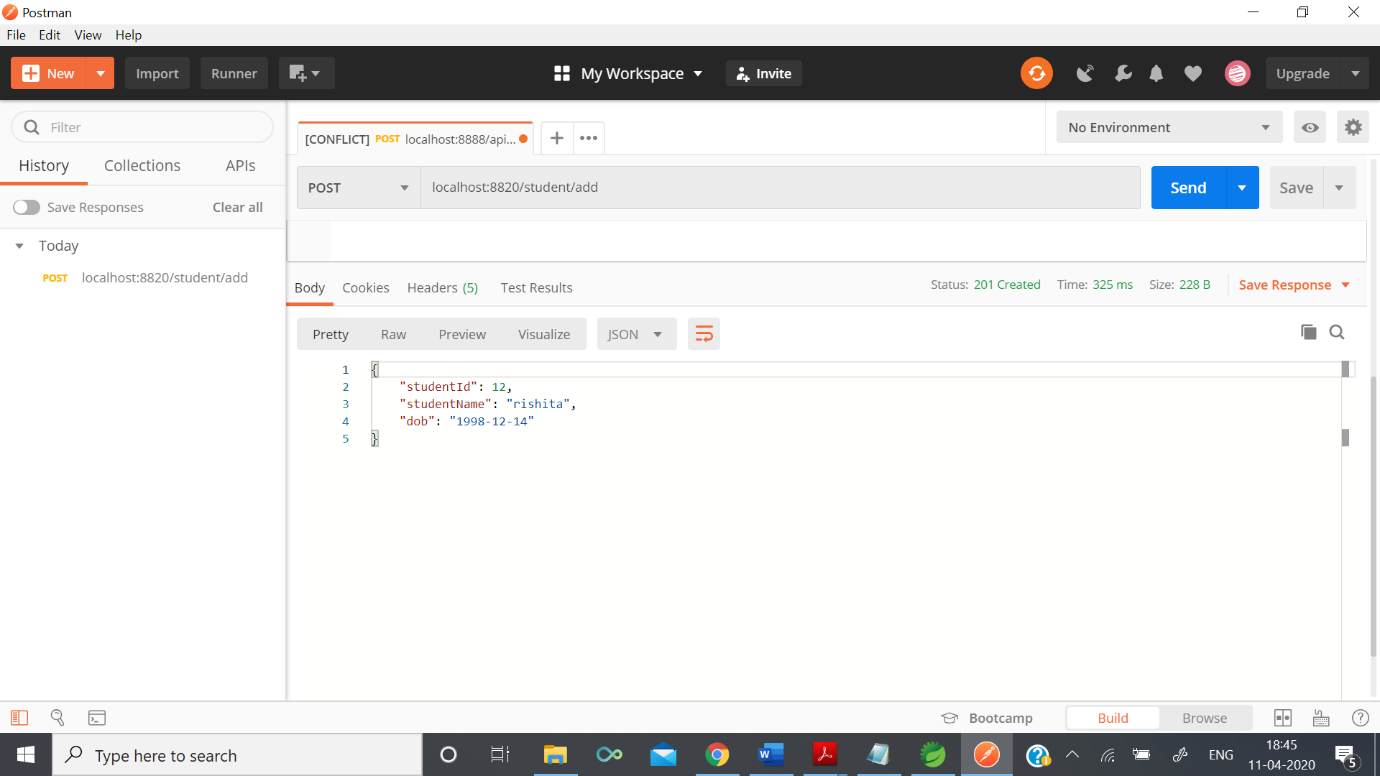 Postman
File Edit View Help
New Import Runner My Workspace Invite Upgrade
Filter
History Collections APIs
Save Responses Clear all
Today
POST localhost:8820/student/add
[CONFLICT] POST localhost:8888/api...
No Environment
POST localhost:8820/student/add Send Save
Body Cookies Headers (5) Test Results Status: 201 Created Time: 325 ms Size: 228 B Save Response
Pretty Raw Preview Visualize JSON
1 {
2 "studentId": 12,
3 "studentName": "rishita",
4 "dob": "1998-12-14"
5 }
Bootcamp Build Browse
Type here to search
ENG
18:45
11-04-2020
5